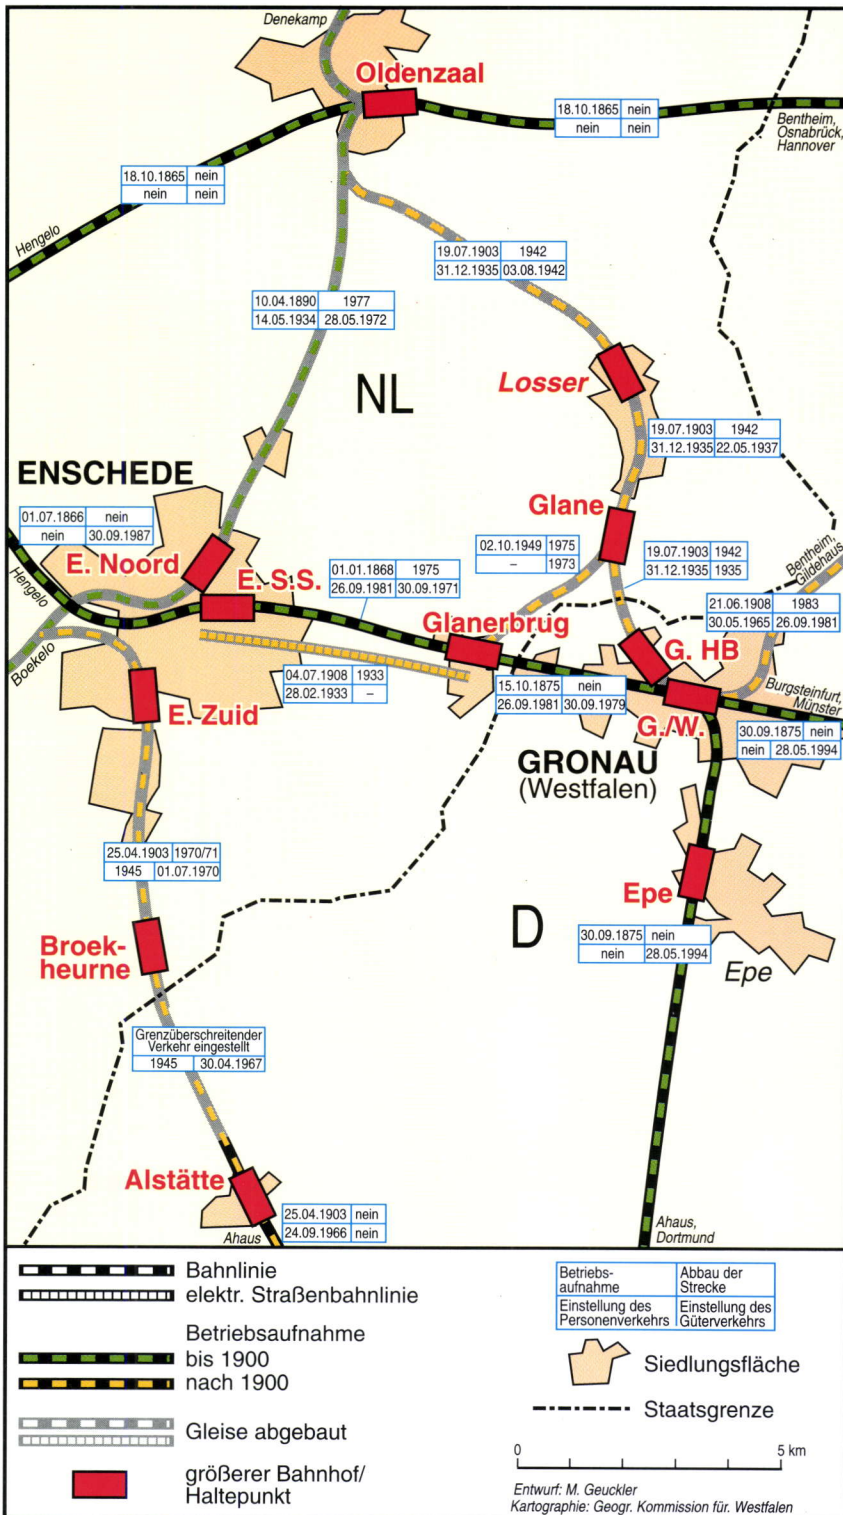 Denekamp
Oldenzaal
18.10.1865 nein
nein nein
Bentheim,
Osnabrück,
Hannover
18.10.1865 nein
nein nein
Hengelo
19.07.1903 1942
31.12.1935 03.08.1942
10.04.1890 1977
14.05.1934 28.05.1972
NL
Losser
19.07.1903 1942
31.12.1935 22.05.1937
ENSCHEDE
01.07.1866 nein
nein 30.09.1987
Hengelo
E. Noord
Glane
02.10.1949 1975
– 1973
19.07.1903 1942
31.12.1935 1935
Bentheim,
Gildehaus
01.01.1868 1975
26.09.1981 30.09.1971
E. S.S.
Glanerbrug
21.06.1908 1983
30.05.1965 26.09.1981
G. HB
Boekelo
04.07.1908 1933
28.02.1933 –
15.10.1875 nein
26.09.1981 30.09.1979
Burgsteinfurt,
Münster
E. Zuid
G./W.
30.09.1875 nein
nein 28.05.1994
GRONAU
(Westfalen)
25.04.1903 1970/71
1945 01.07.1970
Epe
D
30.09.1875 nein
nein 28.05.1994
Epe
Broek-
heurne
Grenzüberschreitender
Verkehr eingestellt
1945 30.04.1967
Alstätte
25.04.1903 nein
24.09.1966 nein
Ahaus
Ahaus,
Dortmund
Bahnlinie
elektr. Straßenbahnlinie
Betriebsaufnahme
bis 1900
nach 1900
Gleise abgebaut
größerer Bahnhof/
Haltepunkt
Betriebs- Abbau der
aufnahme Strecke
Einstellung des Einstellung des
Personenverkehrs Güterverkehrs
Siedlungsfläche
Staatsgrenze
0 5 km
Entwurf: M. Geuckler
Kartographie: Geogr. Kommission für. Westfalen